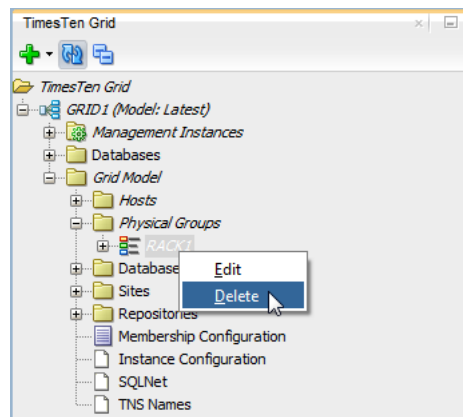 TimesTen Grid
TimesTen Grid
GRID1 (Model: Latest)
Management Instances
Databases
Grid Model
Hosts
Physical Groups
RACK1
Database
Edit
Sites
Delete
Repositories
Membership Configuration
Instance Configuration
SQLNet
TNS Names